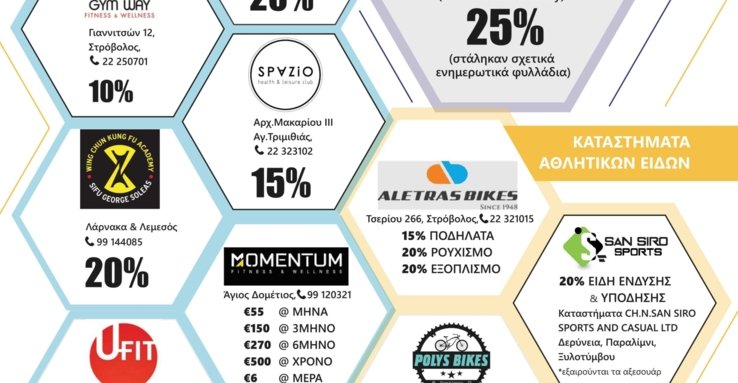 GYM WAY
FITNESS & WELLNESS
Γιαννιτσών 12,
Στρόβολος,
22 250701
10%
20%
SPAZIO
health & leisure club
Αρχ.Μακαρίου ΙΙΙ
Αγ.Τριμιθιάς,
22 323102
15%
25%
(στάληκαν σχετικά
ενημερωτικά φυλλάδια)
ΚΑΤΑΣΤΗΜΑΤΑ
ΑΘΛΗΤΙΚΩΝ ΕΙΔΩΝ
WING CHUN KUNG FU ACADEMY
SIFU GEORGE SOLEAS
Λάρνακα & Λεμεσός
99 144085
20%
MOMENTUM
FITNESS & WELLNESS
Άγιος Δομέτιος, 99 120321
€55 @ ΜΗΝΑ
€150 @ 3ΜΗΝΟ
€270 @ 6ΜΗΝΟ
€500 @ ΧΡΟΝΟ
€6 @ ΜΕΡΑ
ALETRAS BIKES
SINCE 1948
Τσερίου 266, Στρόβολος, 22 321015
15% ΠΟΔΗΛΑΤΑ
20% ΡΟΥΧΙΣΜΟ
20% ΕΞΟΠΛΙΣΜΟ
SAN SIRO
SPORTS
20% ΕΙΔΗ ΕΝΔΥΣΗΣ
& ΥΠΟΔΗΣΗΣ
Καταστήματα CH.N.SAN SIRO
SPORTS AND CASUAL LTD
Δερύνεια, Παραλίμνι,
Ξυλοτύμβου
*εξαιρούνται τα αξεσουάρ
UFIT
POLYS BIKES